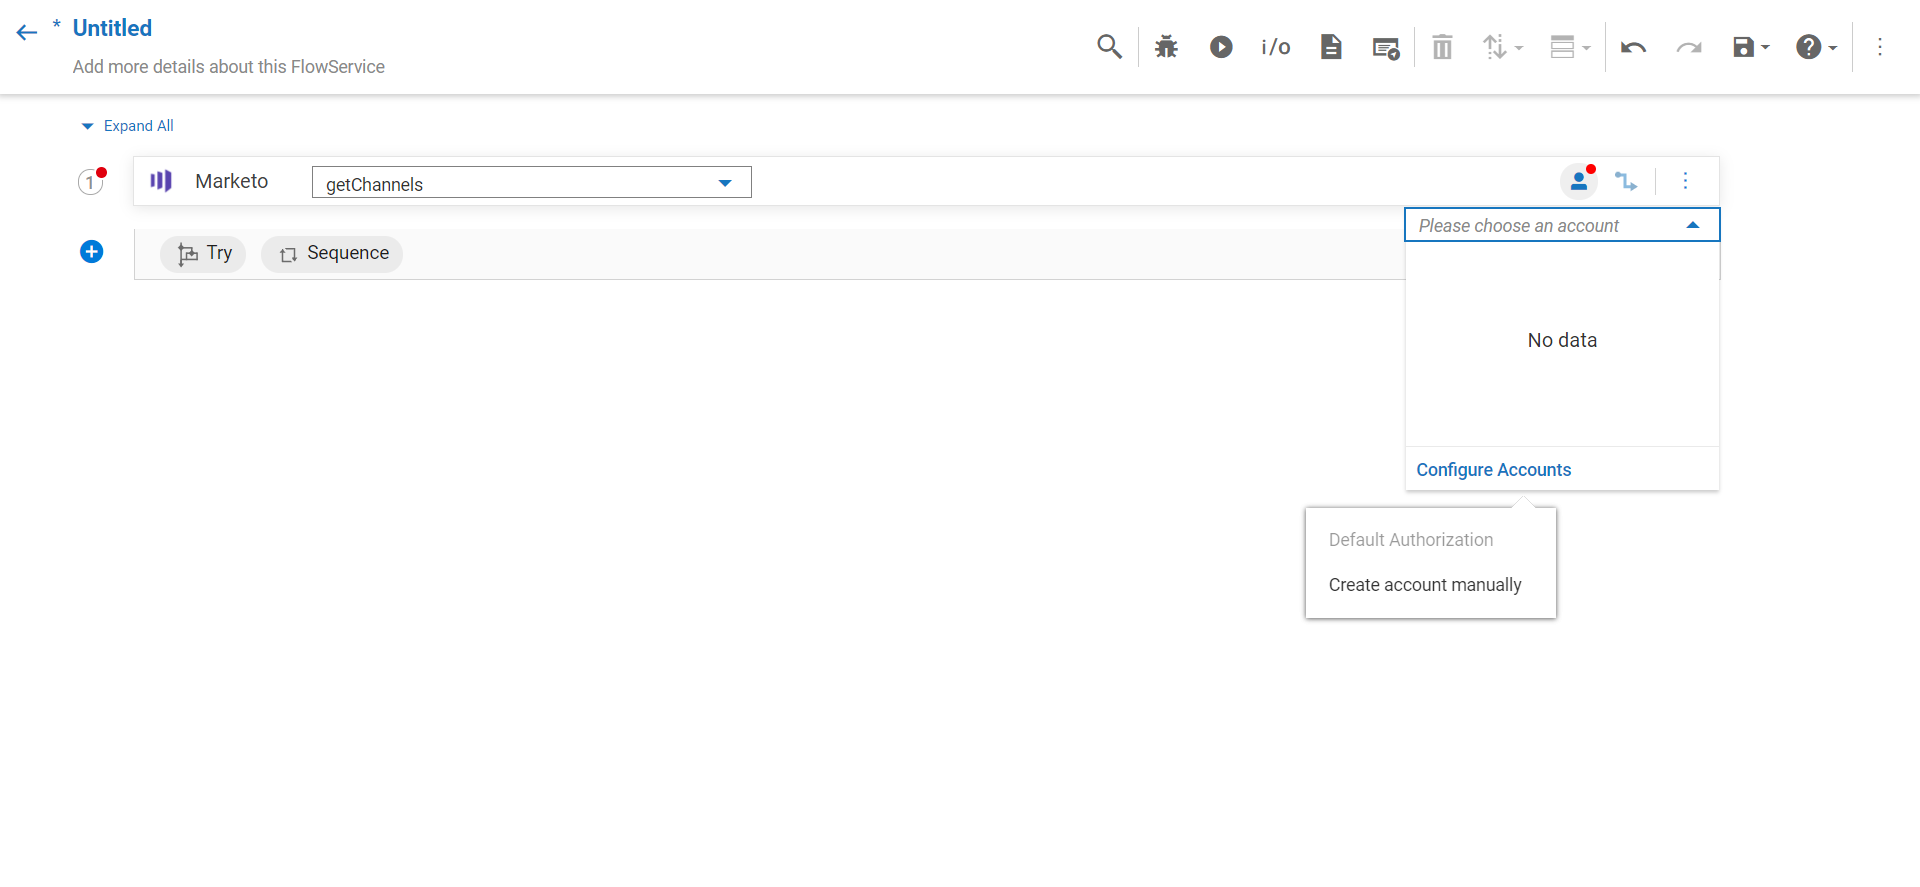 * Untitled
Add more details about this FlowService
i/o
Expand All
1 Marketo getChannels
Please choose an account
Try Sequence
No data
Configure Accounts
Default Authorization
Create account manually